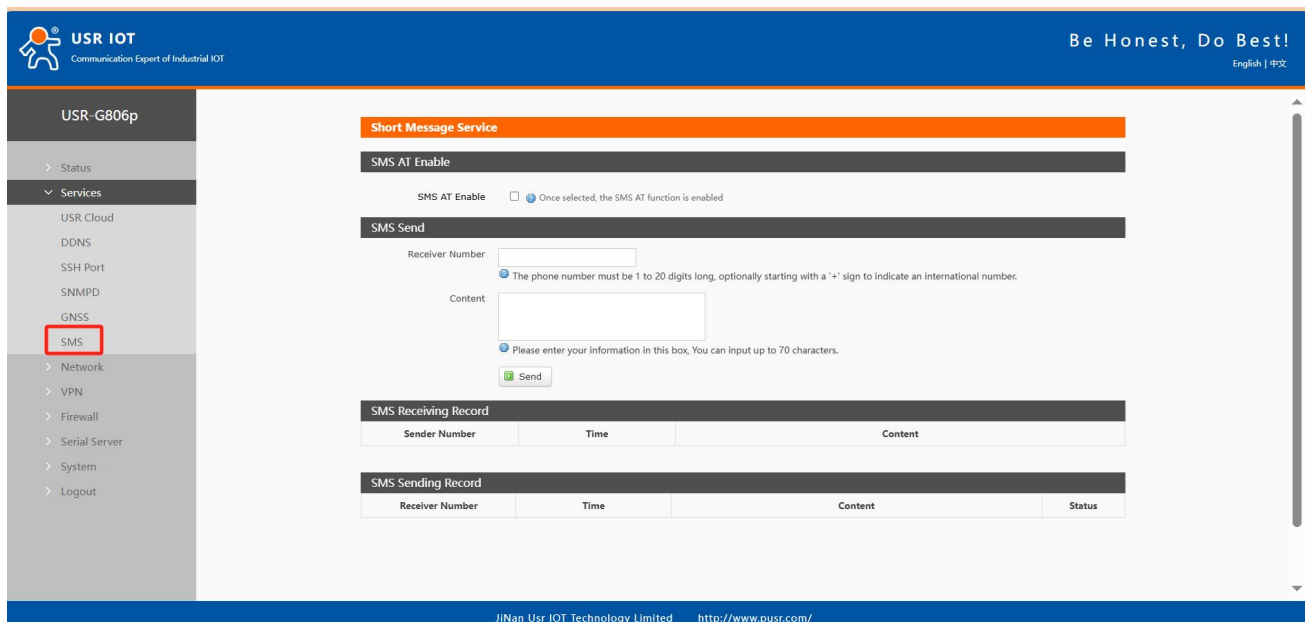 USR IOT
Communication Expert of Industrial IOT
Be Honest, Do Best!
English | 中文
USR-G806p
Status
Services
USR Cloud
DDNS
SSH Port
SNMPD
GNSS
SMS
Network
VPN
Firewall
Serial Server
System
Logout
Short Message Service
SMS AT Enable
SMS AT Enable Once selected, the SMS AT function is enabled
SMS Send
Receiver Number
The phone number must be 1 to 20 digits long, optionally starting with a '+' sign to indicate an international number.
Content
Please enter your information in this box, You can input up to 70 characters.
Send
SMS Receiving Record
Sender Number Time Content
SMS Sending Record
Receiver Number Time Content Status
JiNan Usr IOT Technology Limited http://www.pusr.com/